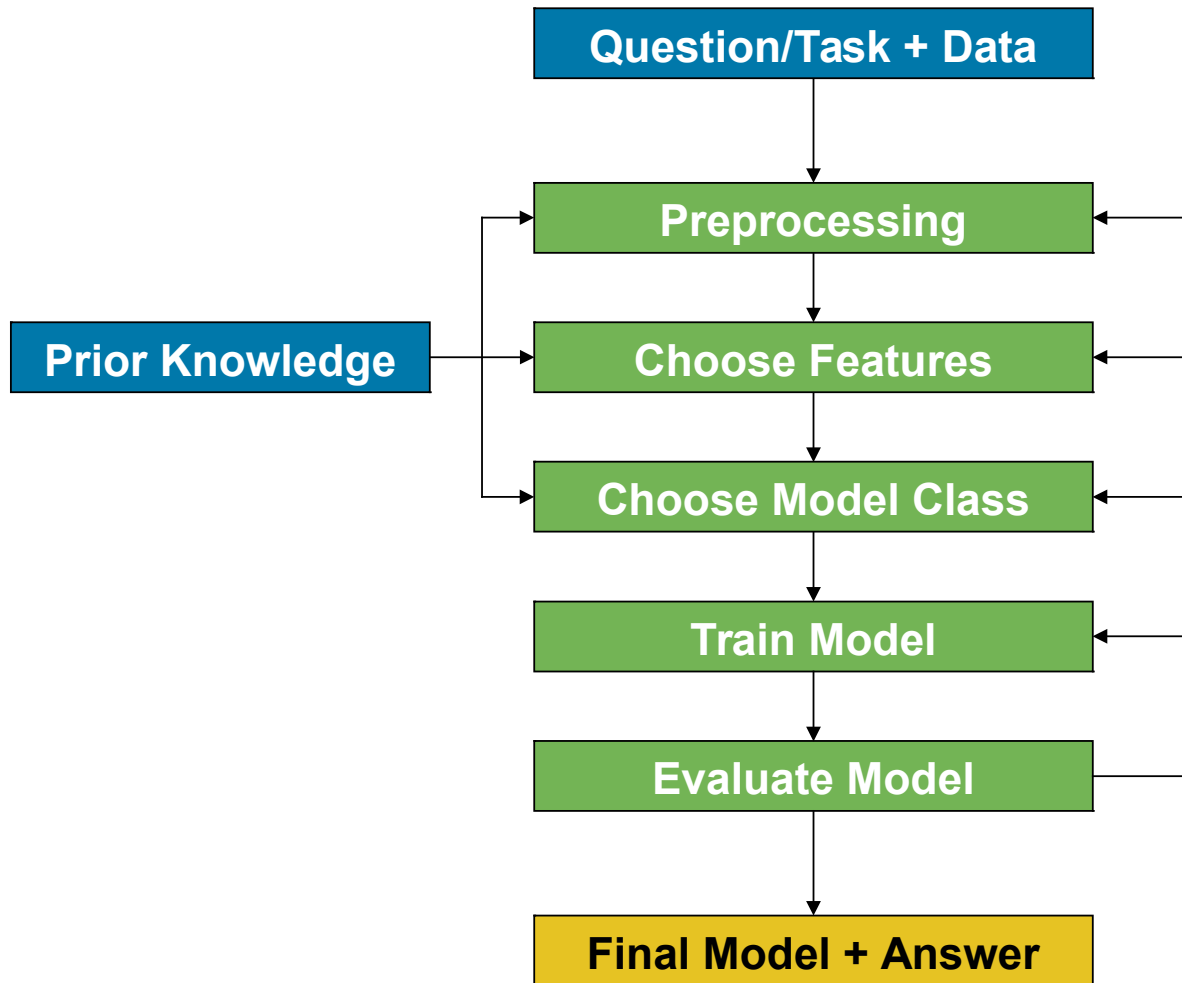 Question/Task + Data
Preprocessing
Prior Knowledge
Choose Features
Choose Model Class
Train Model
Evaluate Model
Final Model + Answer